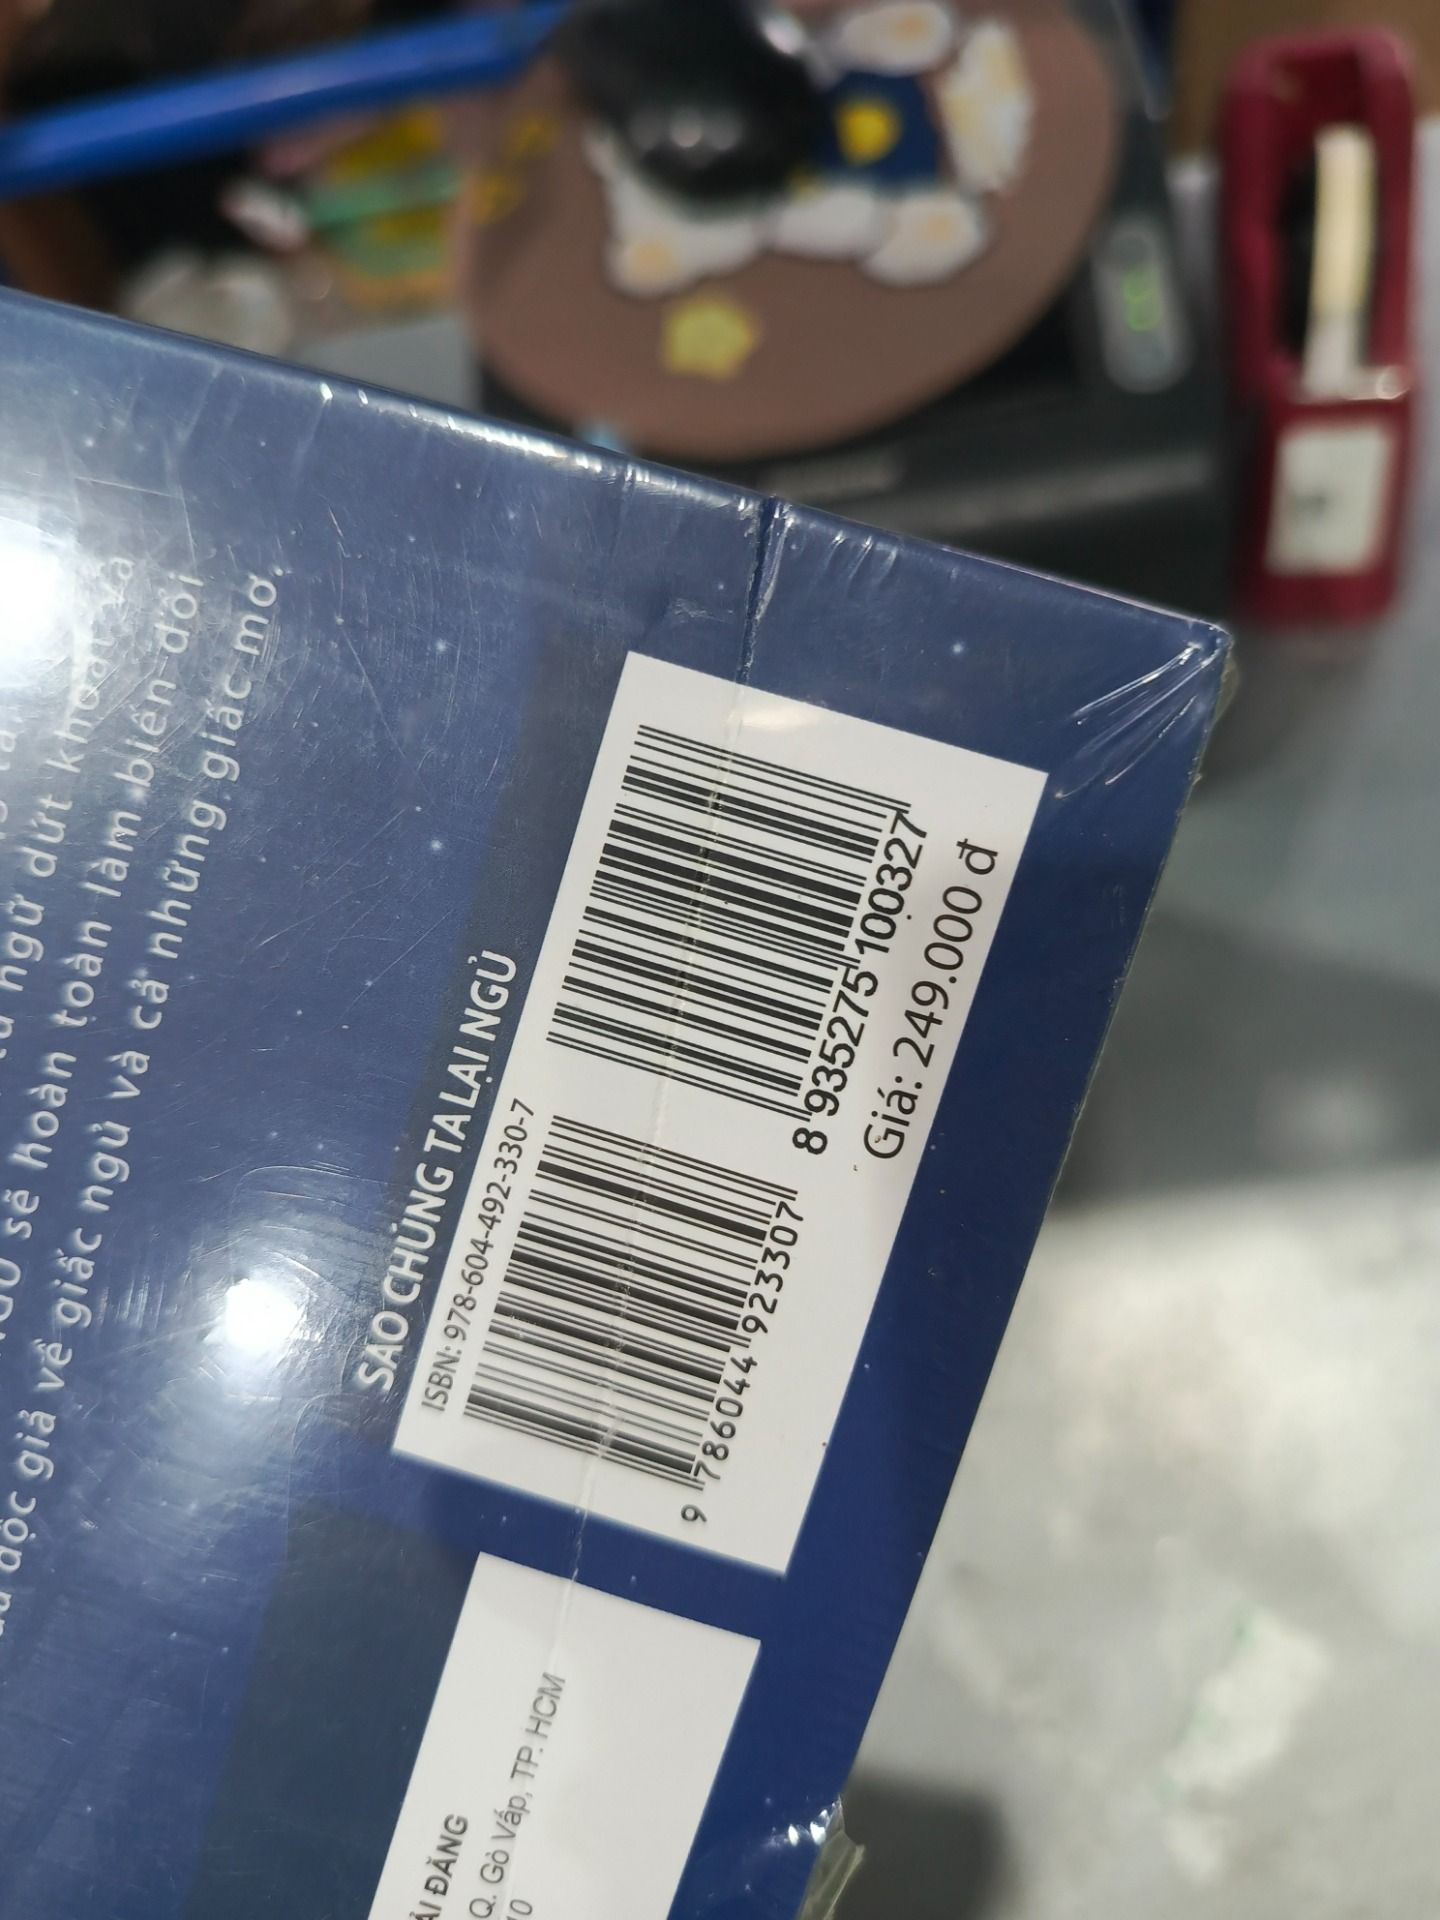 ngữ dứt khoát và
sẽ hoàn toàn làm biến đổi
độc giả về giấc ngủ và cả những giấc mơ.
SAO CHÚNG TA LẠI NGỦ
ISBN: 978-604-492-330-7
9 786044 923307
8 935275 100327
Giá: 249.000 đ
ĐĂNG
Q. Gò Vấp, TP. HCM
10